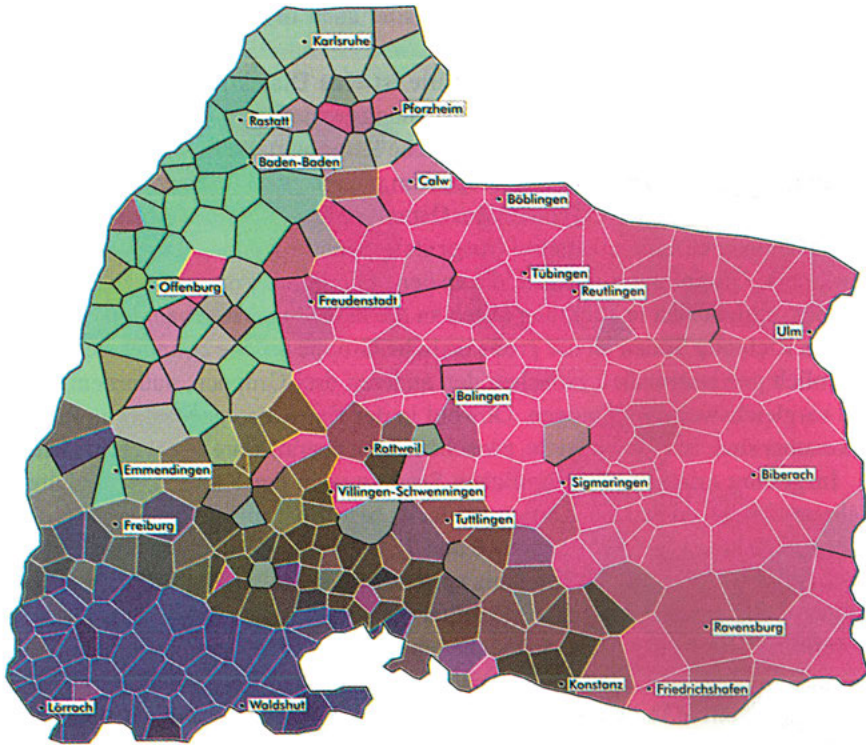 Karlsruhe
Pforzheim
Rastatt
Baden-Baden
Calw
Böblingen
Tübingen
Offenburg
Reutlingen
Freudenstadt
Ulm
Balingen
Rottweil
Emmendingen
Biberach
Sigmaringen
Villingen-Schwenningen
Tuttlingen
Freiburg
Ravensburg
Konstanz
Friedrichshafen
Lörrach
Waldshut